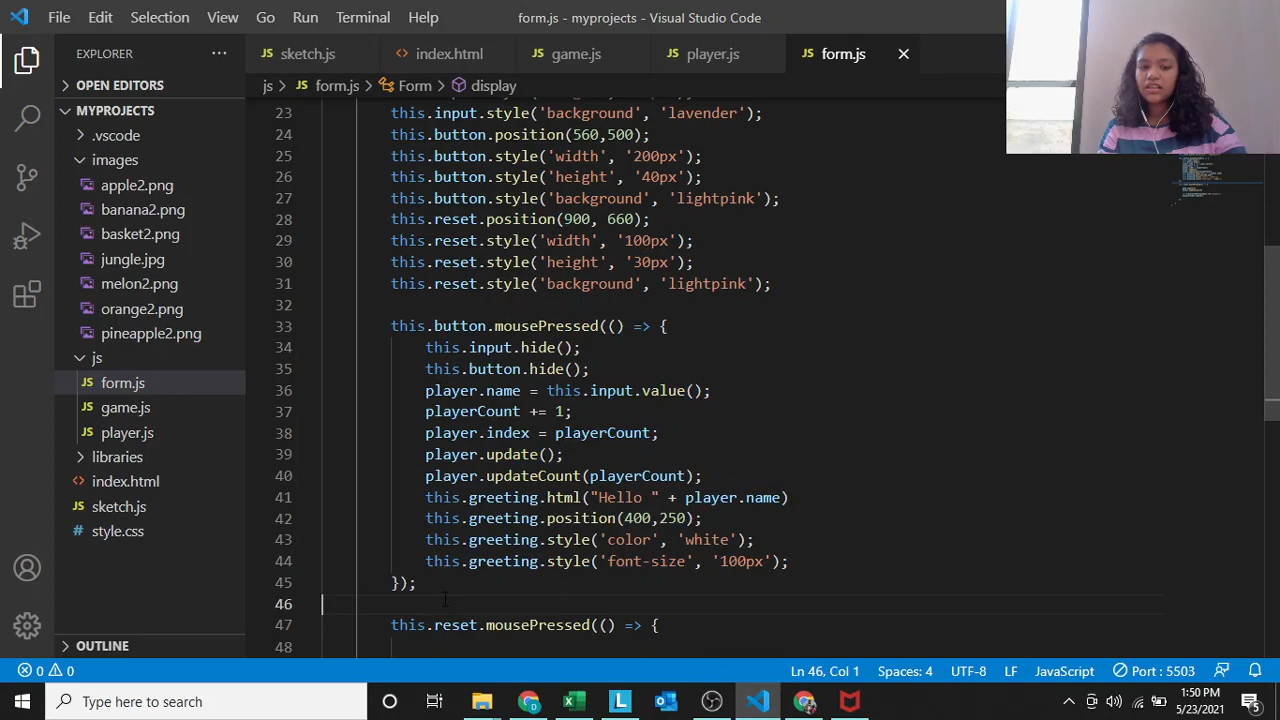 File Edit Selection View Go Run Terminal Help form.js - myprojects - Visual Studio Code
EXPLORER ··· JS sketch.js <> index.html JS game.js JS player.js JS form.js ×
OPEN EDITORS js > JS form.js > Form > display
MYPROJECTS
.vscode
images
apple2.png
banana2.png
basket2.png
jungle.jpg
melon2.png
orange2.png
pineapple2.png
js
JS form.js
JS game.js
JS player.js
libraries
<> index.html
JS sketch.js
# style.css
OUTLINE
23 this.input.style('background', 'lavender');
24 this.button.position(560,500);
25 this.button.style('width', '200px');
26 this.button.style('height', '40px');
27 this.button.style('background', 'lightpink');
28 this.reset.position(900, 660);
29 this.reset.style('width', '100px');
30 this.reset.style('height', '30px');
31 this.reset.style('background', 'lightpink');
32
33 this.button.mousePressed(() => {
34 this.input.hide();
35 this.button.hide();
36 player.name = this.input.value();
37 playerCount += 1;
38 player.index = playerCount;
39 player.update();
40 player.updateCount(playerCount);
41 this.greeting.html("Hello " + player.name)
42 this.greeting.position(400,250);
43 this.greeting.style('color', 'white');
44 this.greeting.style('font-size', '100px');
45 });
46
47 this.reset.mousePressed(() => {
48
0 0 Ln 46, Col 1 Spaces: 4 UTF-8 LF JavaScript Port : 5503
Type here to search 1:50 PM
5/23/2021 5